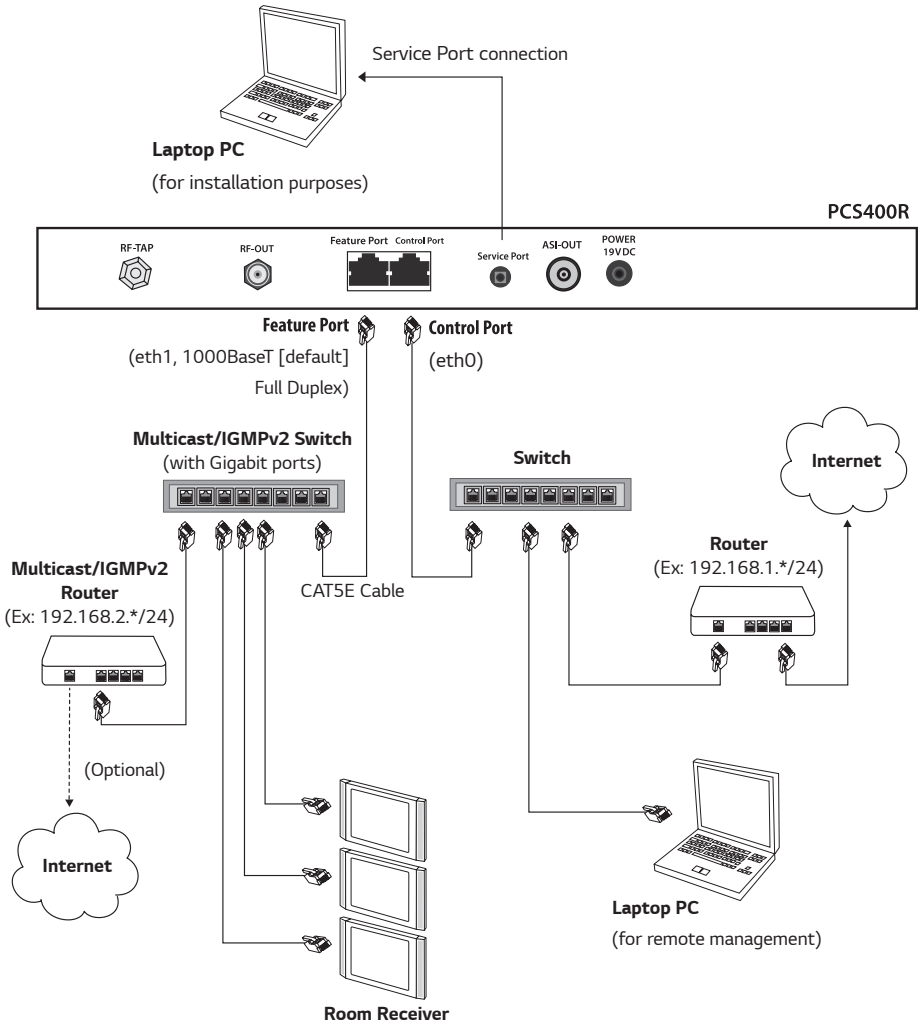 Service Port connection
Laptop PC
(for installation purposes)
PCS400R
RF-TAP
RF-OUT
Feature Port
Control Port
Service Port
ASI-OUT
POWER
19V DC
Feature Port
(eth1, 1000BaseT [default]
Full Duplex)
Control Port
(eth0)
Multicast/IGMPv2 Switch
(with Gigabit ports)
Switch
Internet
CAT5E Cable
Multicast/IGMPv2
Router
(Ex: 192.168.2.*/24)
Router
(Ex: 192.168.1.*/24)
(Optional)
Internet
Laptop PC
(for remote management)
Room Receiver